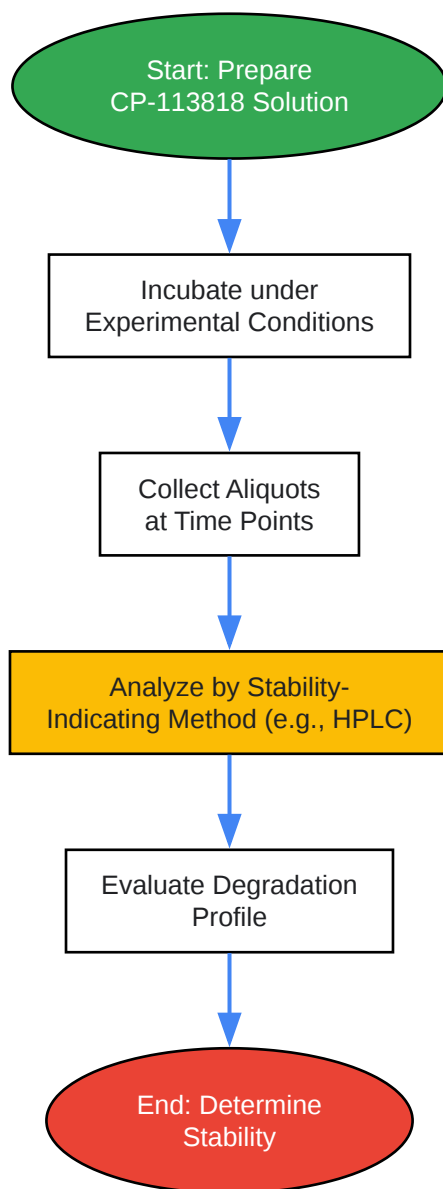 Start: Prepare
CP-113818 Solution
Incubate under
Experimental Conditions
Collect Aliquots
at Time Points
Analyze by Stability-
Indicating Method (e.g., HPLC)
Evaluate Degradation
Profile
End: Determine
Stability